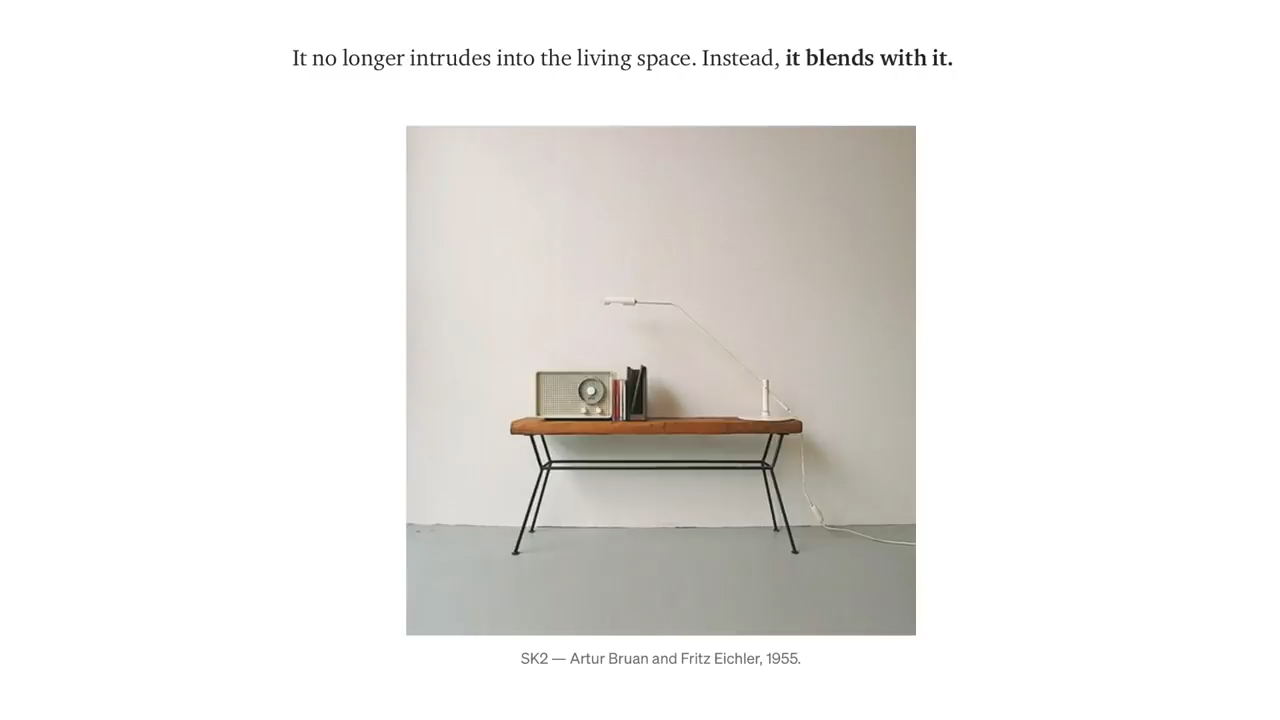 It no longer intrudes into the living space. Instead, it blends with it.
SK2 — Artur Bruan and Fritz Eichler, 1955.